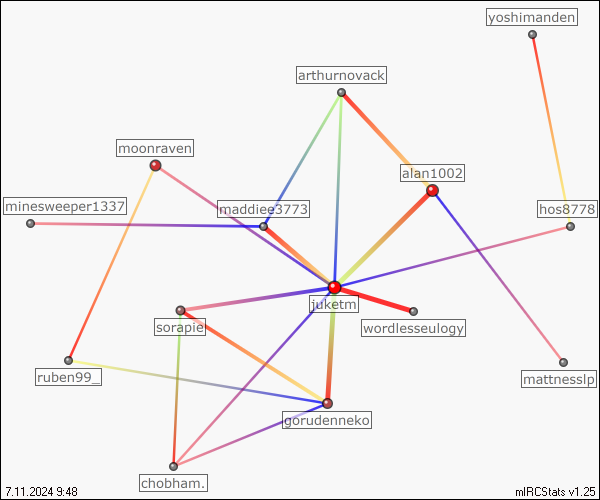 yoshimanden
arthurnovack
moonraven
alan1002
minesweeper1337
maddiee3773
hos8778
juketm
sorapie
wordlesseulogy
ruben99_
mattnesslp
gorudenneko
chobham.
7.11.2024 9:48
mIRCStats v1.25